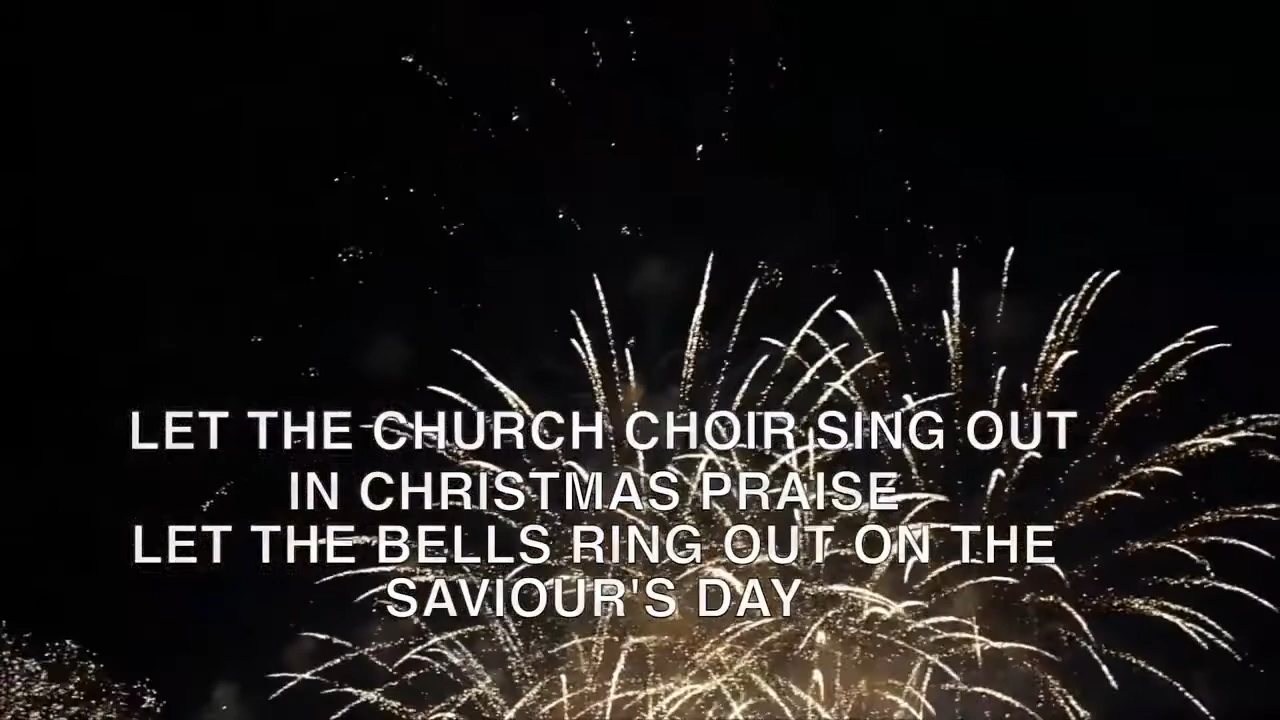 LET THE CHURCH CHOIR SING OUT
IN CHRISTMAS PRAISE
LET THE BELLS RING OUT ON THE
SAVIOUR'S DAY